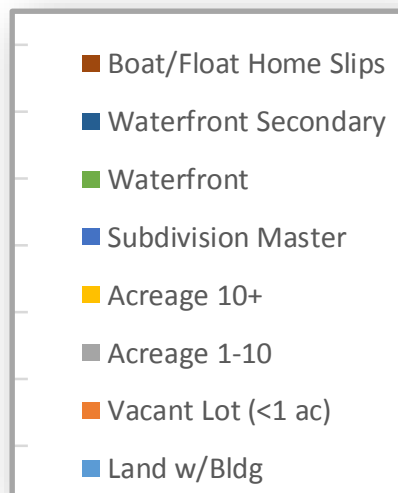 Boat/Float Home Slips
Waterfront Secondary
Waterfront
Subdivision Master
Acreage 10+
Acreage 1-10
Vacant Lot (<1 ac)
Land w/Bldg